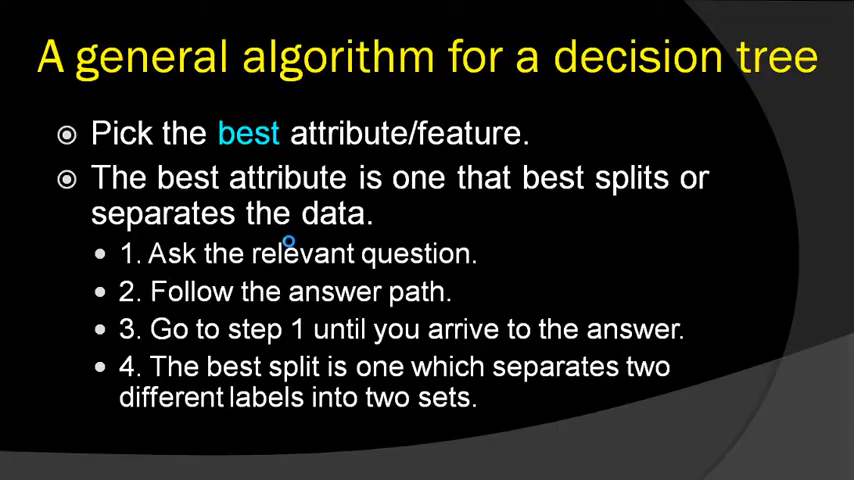 A general algorithm for a decision tree
Pick the best attribute/feature.
The best attribute is one that best splits or
separates the data.
1. Ask the relevant question.
2. Follow the answer path.
3. Go to step 1 until you arrive to the answer.
4. The best split is one which separates two
different labels into two sets.